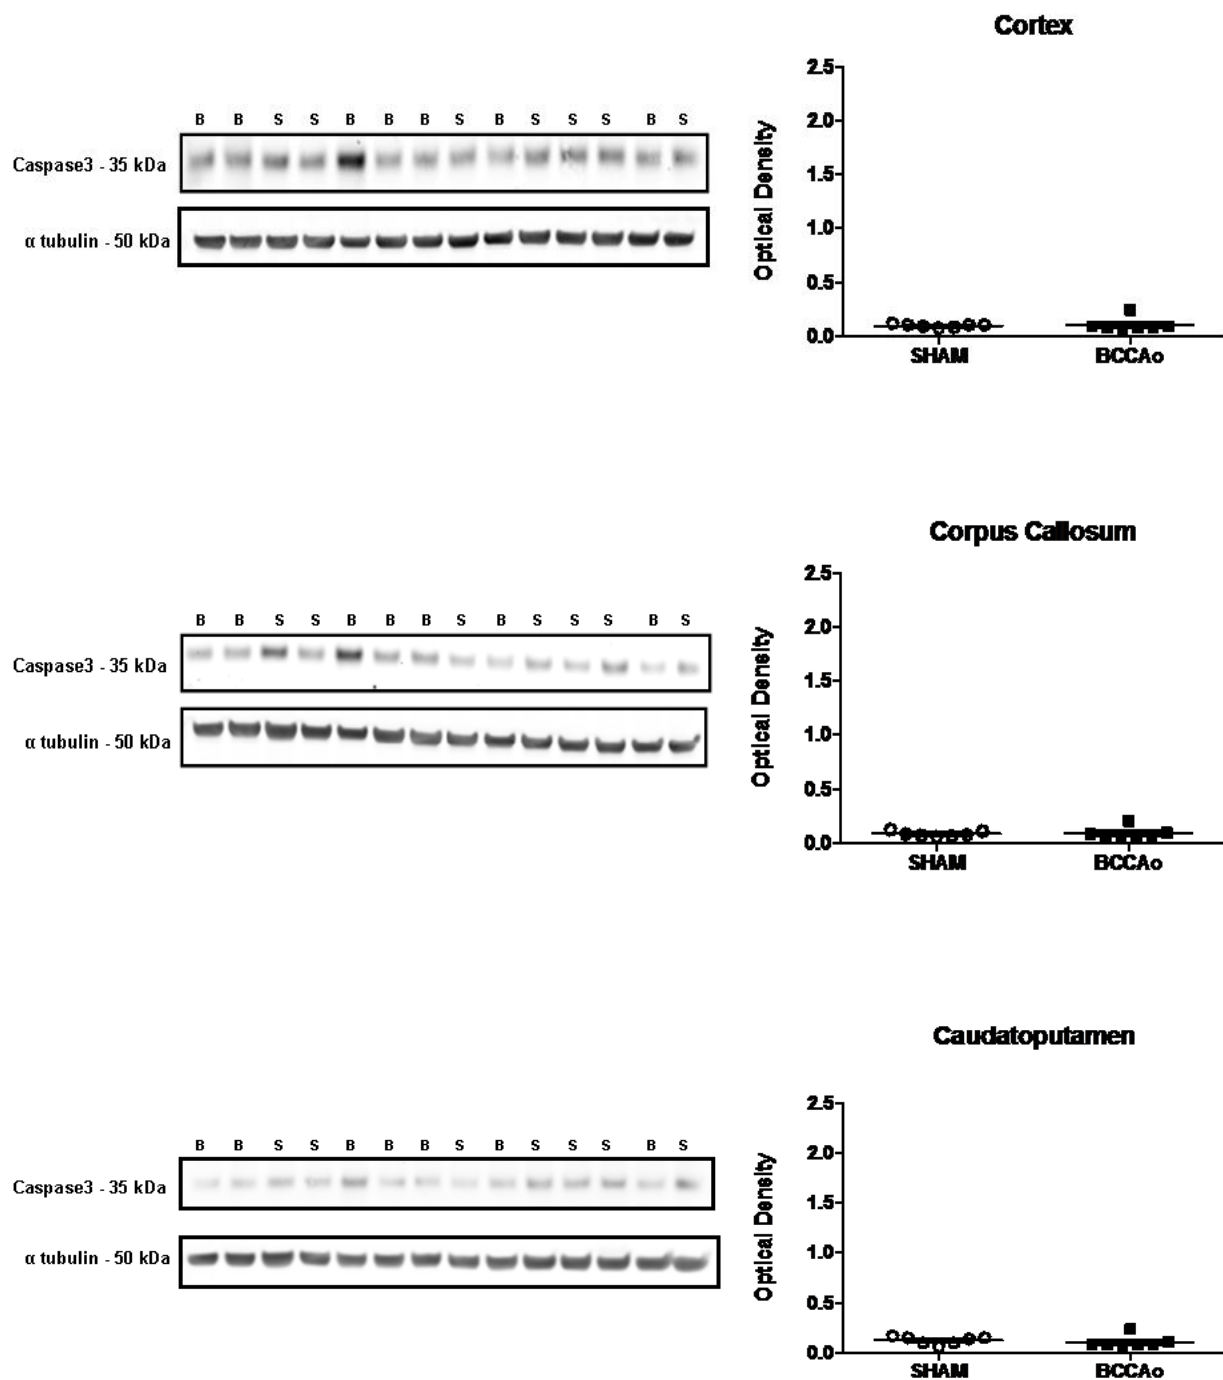 Cortex
2.5
2.0
1.5
1.0
0.5
0.0
Optical Density
SHAM BCCAo
B B S S B B B S B S S S B S
Caspase3 - 35 kDa
α tubulin - 50 kDa
Corpus Callosum
2.5
2.0
1.5
1.0
0.5
0.0
Optical Density
SHAM BCCAo
B B S S B B B S B S S S B S
Caspase3 - 35 kDa
α tubulin - 50 kDa
Caudatoputamen
2.5
2.0
1.5
1.0
0.5
0.0
Optical Density
SHAM BCCAo
B B S S B B B S B S S S B S
Caspase3 - 35 kDa
α tubulin - 50 kDa